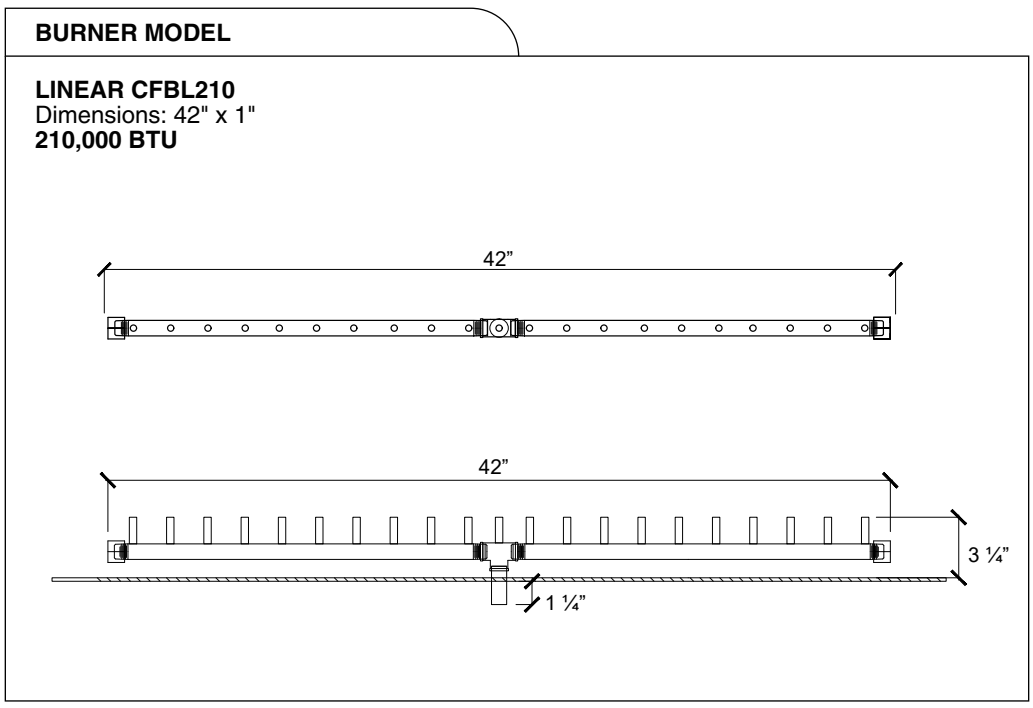 BURNER MODEL
LINEAR CFBL210
Dimensions: 42" x 1"
210,000 BTU
42”
42”
3 ¼”
1 ¼”